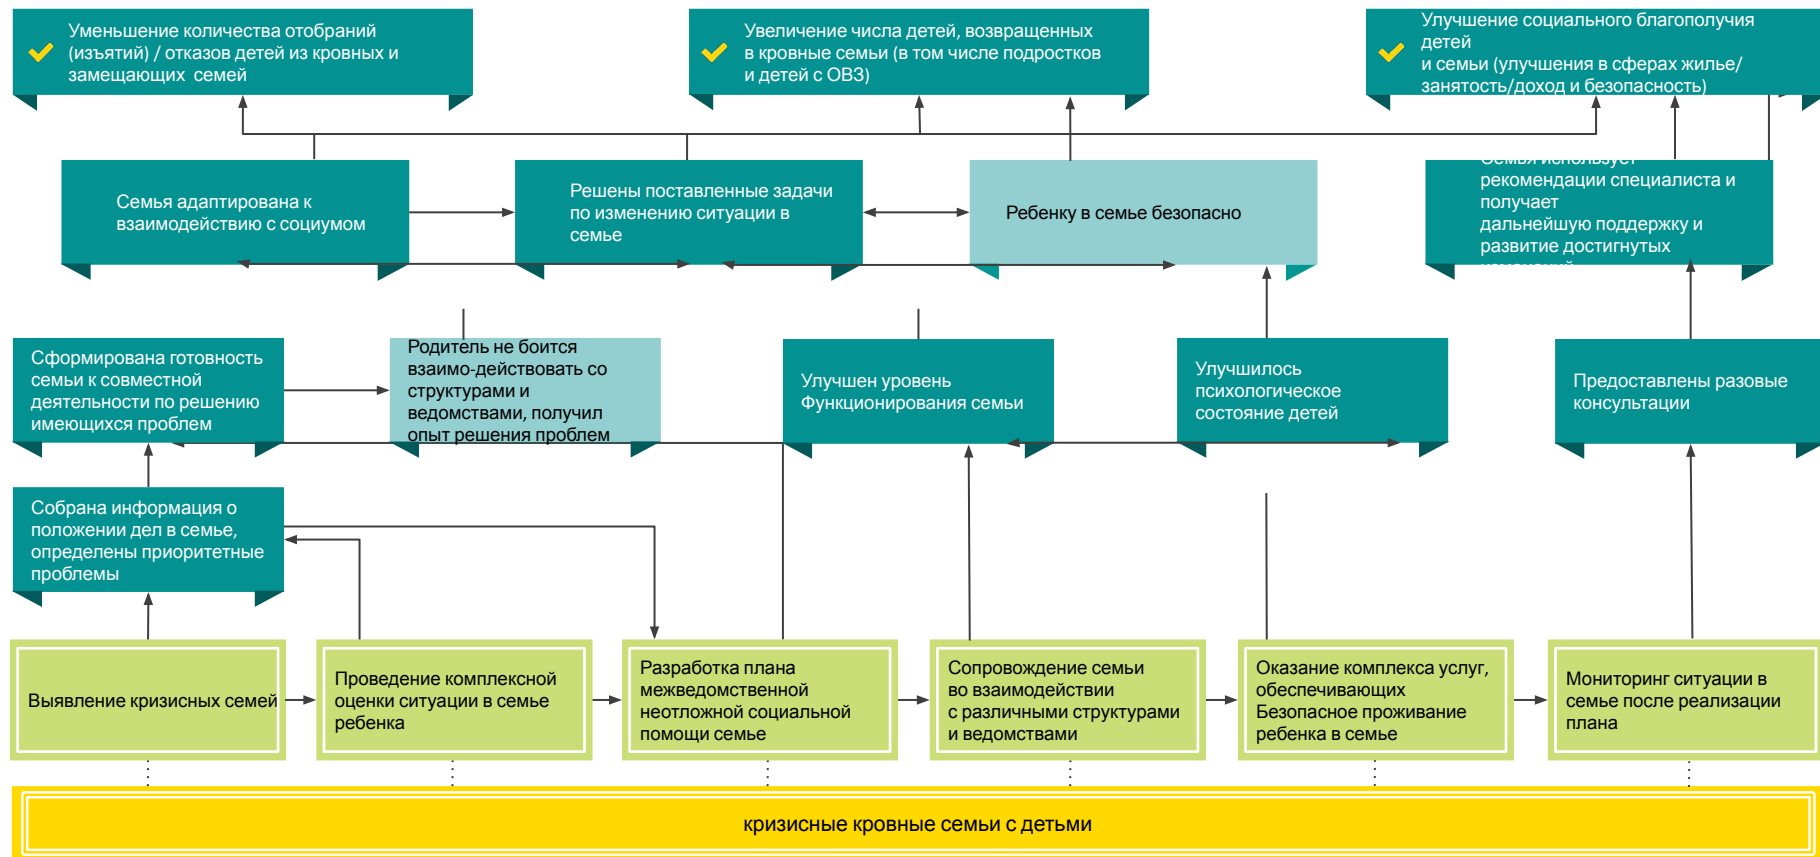 Уменьшение количества отобраний
(изъятий) / отказов детей из кровных и
замещающих семей
Увеличение числа детей, возвращенных
в кровные семьи (в том числе подростков
и детей с ОВЗ)
Улучшение социального благополучия
детей
и семьи (улучшения в сферах жилье/
занятость/доход и безопасность)
Семья адаптирована к
взаимодействию с социумом
Решены поставленные задачи
по изменению ситуации в
семье
Ребенку в семье безопасно
Семья использует
рекомендации специалиста и
получает
дальнейшую поддержку и
развитие достигнутых
Сформирована готовность
семьи к совместной
деятельности по решению
имеющихся проблем
Родитель не боится
взаимо-действовать со
структурами и
ведомствами, получил
опыт решения проблем
Улучшен уровень
Функционирования семьи
Улучшилось
психологическое
состояние детей
Предоставлены разовые
консультации
Собрана информация о
положении дел в семье,
определены приоритетные
проблемы
Выявление кризисных семей
Проведение комплексной
оценки ситуации в семье
ребенка
Разработка плана
межведомственной
неотложной социальной
помощи семье
Сопровождение семьи
во взаимодействии
с различными структурами
и ведомствами
Оказание комплекса услуг,
обеспечивающих
Безопасное проживание
ребенка в семье
Мониторинг ситуации в
семье после реализации
плана
кризисные кровные семьи с детьми